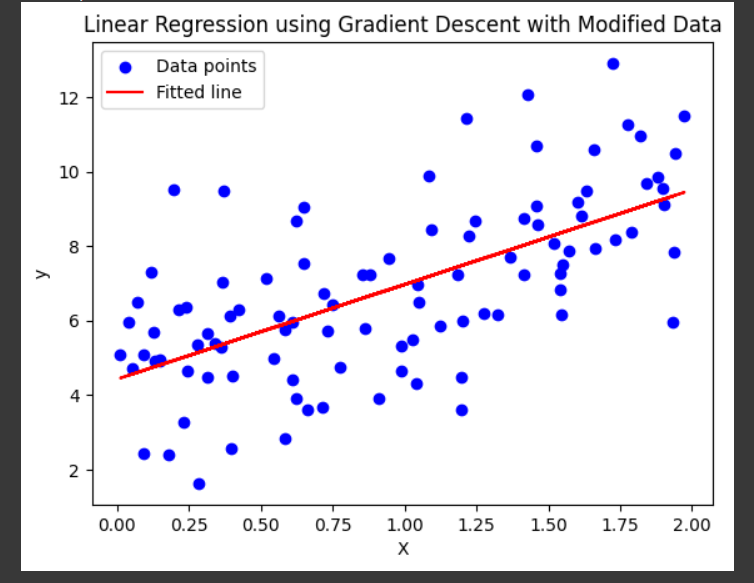 Linear Regression using Gradient Descent with Modified Data
Data points
Fitted line
12
10
8
6
4
2
y
0.00 0.25 0.50 0.75 1.00 1.25 1.50 1.75 2.00
X